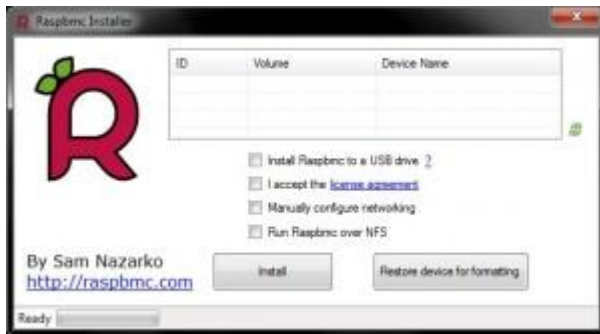 Raspbmc Installer
ID Volume Device Name
Install Raspbmc to a USB drive ?
I accept the license agreement
Manually configure networking
Run Raspbmc over NFS
By Sam Nazarko
http://raspbmc.com
Install Restore device for formatting
Ready